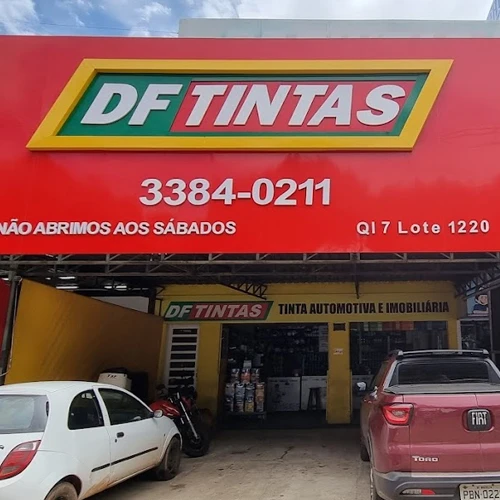 DF TINTAS
3384-0211
NÃO ABRIMOS AOS SÁBADOS
QI 7 Lote 1220
DF TINTAS
TINTA AUTOMOTIVA E IMOBILIÁRIA
FIAT
TORO